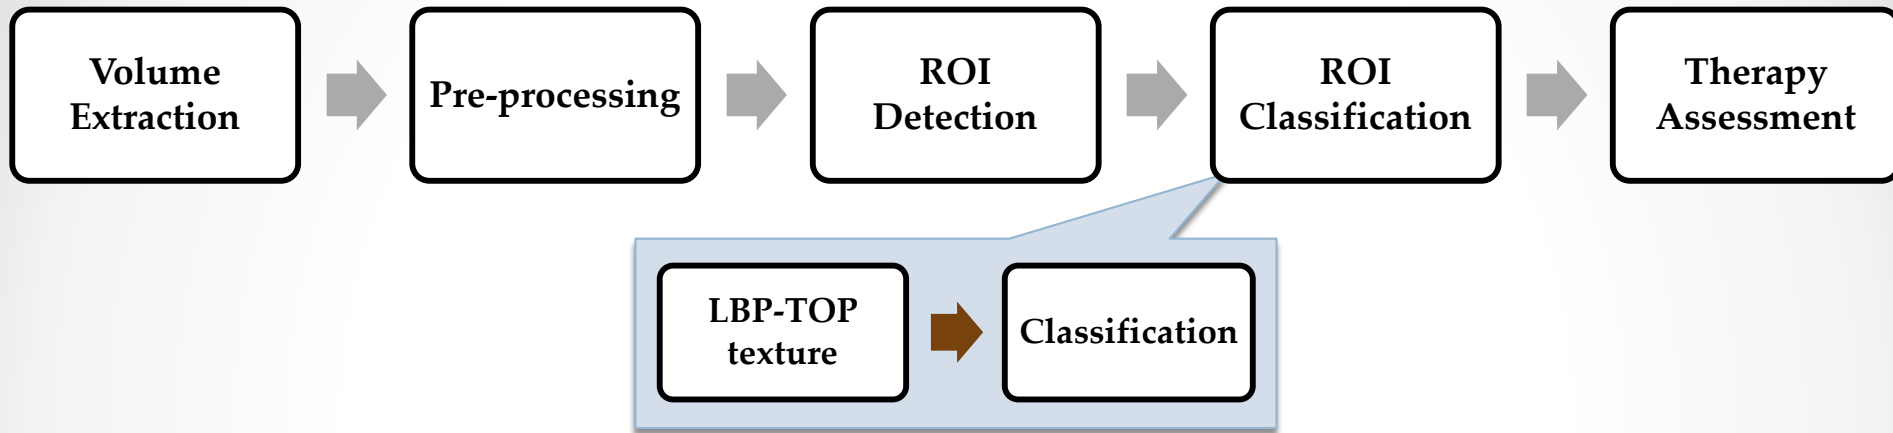 Volume
Extraction
Pre-processing
ROI
Detection
ROI
Classification
Therapy
Assessment
LBP-TOP
texture
Classification